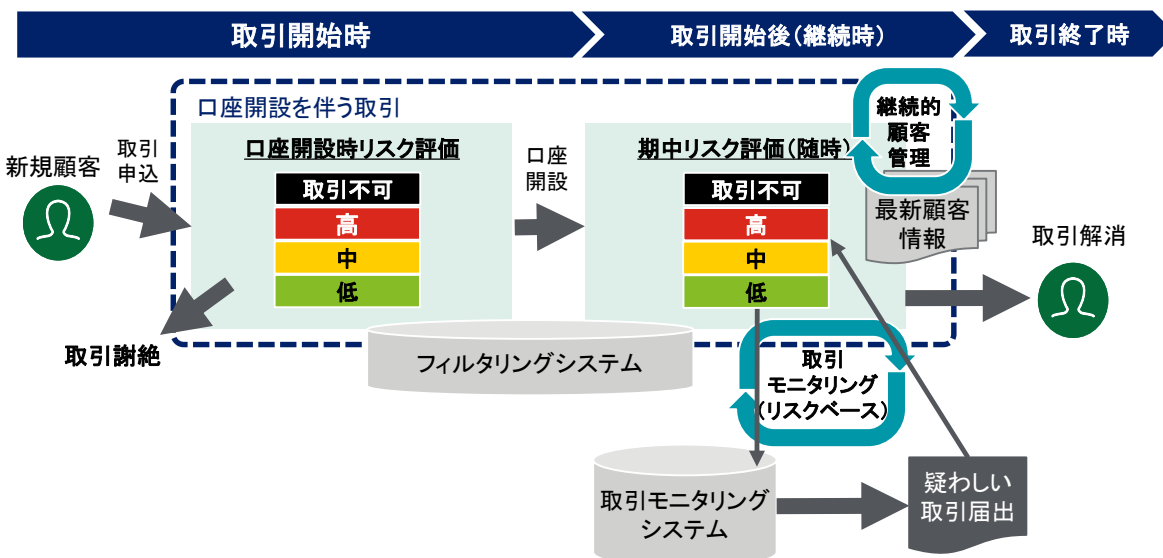 取引開始時
取引開始後（継続時）
取引終了時
口座開設を伴う取引
新規顧客
取引
申込
口座開設時リスク評価
取引不可
高
中
低
取引謝絶
口座
開設
期中リスク評価（随時）
取引不可
高
中
低
継続的
顧客
管理
最新顧客
情報
取引解消
フィルタリングシステム
取引
モニタリング
（リスクベース）
取引モニタリング
システム
疑わしい
取引届出